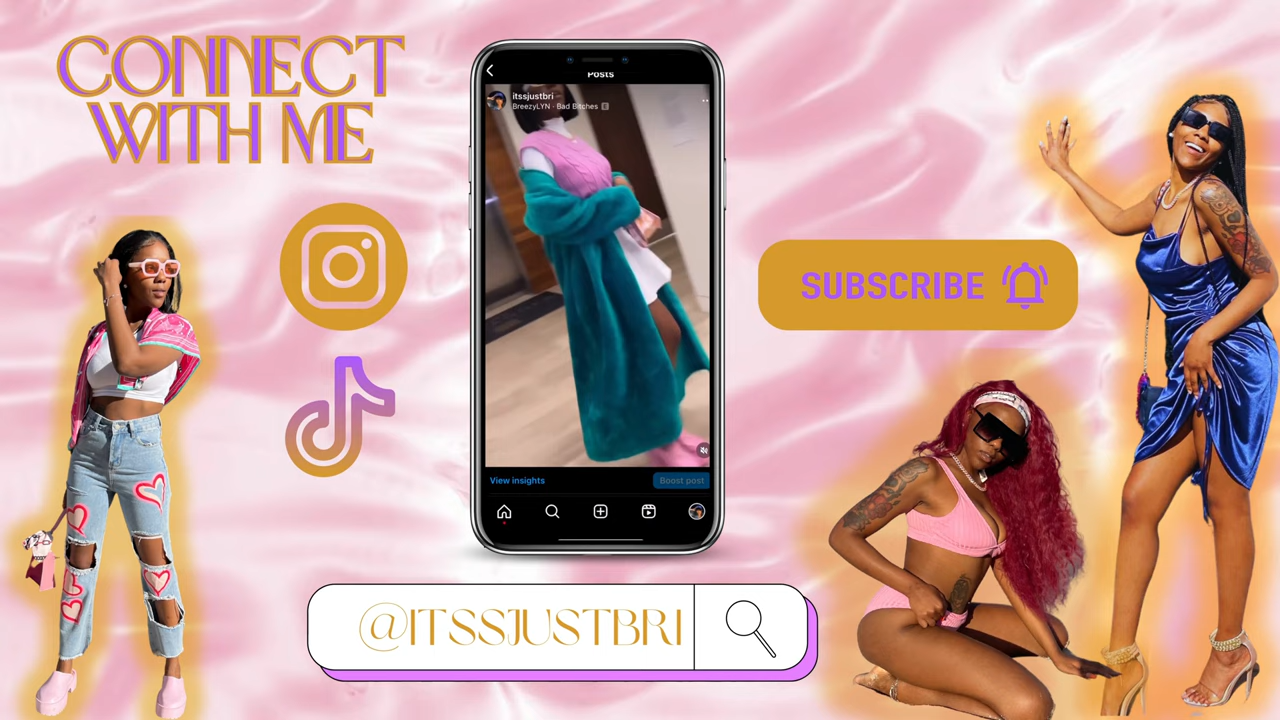 CONNECT
WITH ME
Posts
itssjustbri
BreezyLYN · Bad Bitches E
View insights
Boost post
SUBSCRIBE
@ITSSJUSTBRI